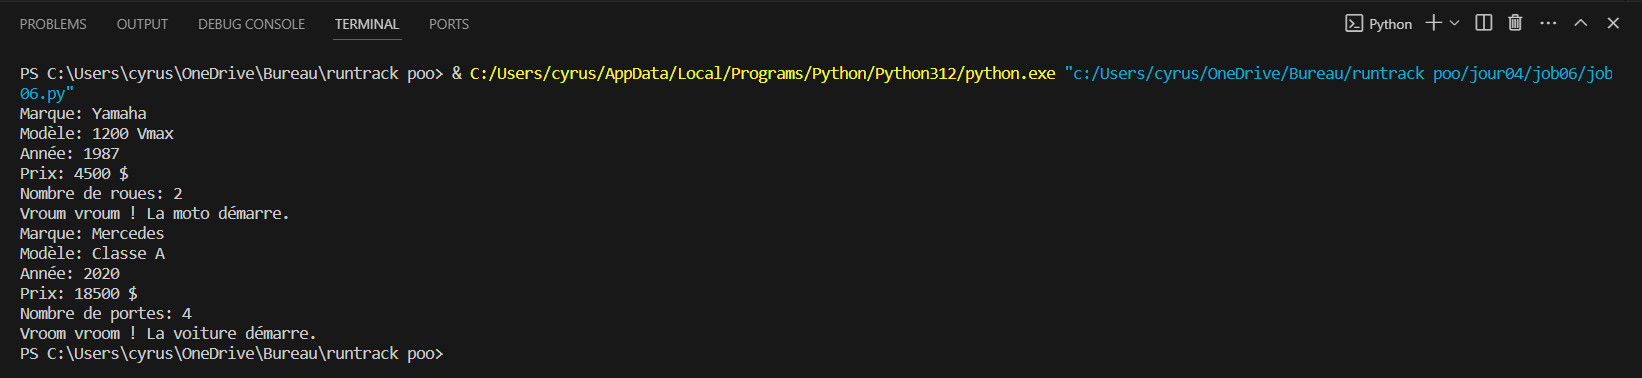 PROBLEMS OUTPUT DEBUG CONSOLE TERMINAL PORTS Python
PS C:\Users\cyrus\OneDrive\Bureau\runtrack poo> & C:/Users/cyrus/AppData/Local/Programs/Python/Python312/python.exe "c:/Users/cyrus/OneDrive/Bureau/runtrack poo/jour04/job06/job
06.py"
Marque: Yamaha
Modèle: 1200 Vmax
Année: 1987
Prix: 4500 $
Nombre de roues: 2
Vroum vroum ! La moto démarre.
Marque: Mercedes
Modèle: Classe A
Année: 2020
Prix: 18500 $
Nombre de portes: 4
Vroom vroom ! La voiture démarre.
PS C:\Users\cyrus\OneDrive\Bureau\runtrack poo>